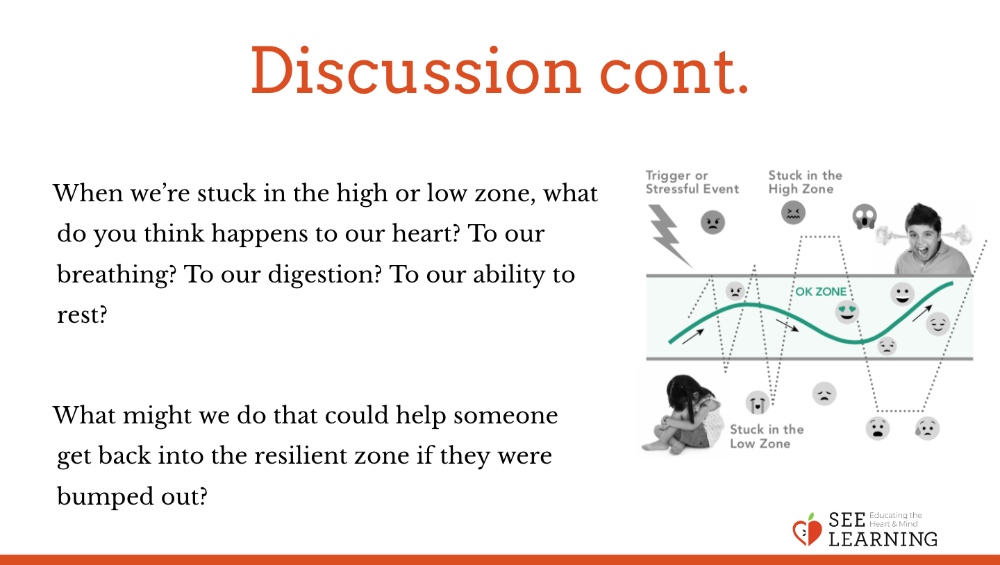 Discussion cont.
When we’re stuck in the high or low zone, what
do you think happens to our heart? To our
breathing? To our digestion? To our ability to
rest?
What might we do that could help someone
get back into the resilient zone if they were
bumped out?
Trigger or
Stressful Event
Stuck in the
High Zone
OK ZONE
Stuck in the
Low Zone
SEE
LEARNING
Educating the
Heart & Mind